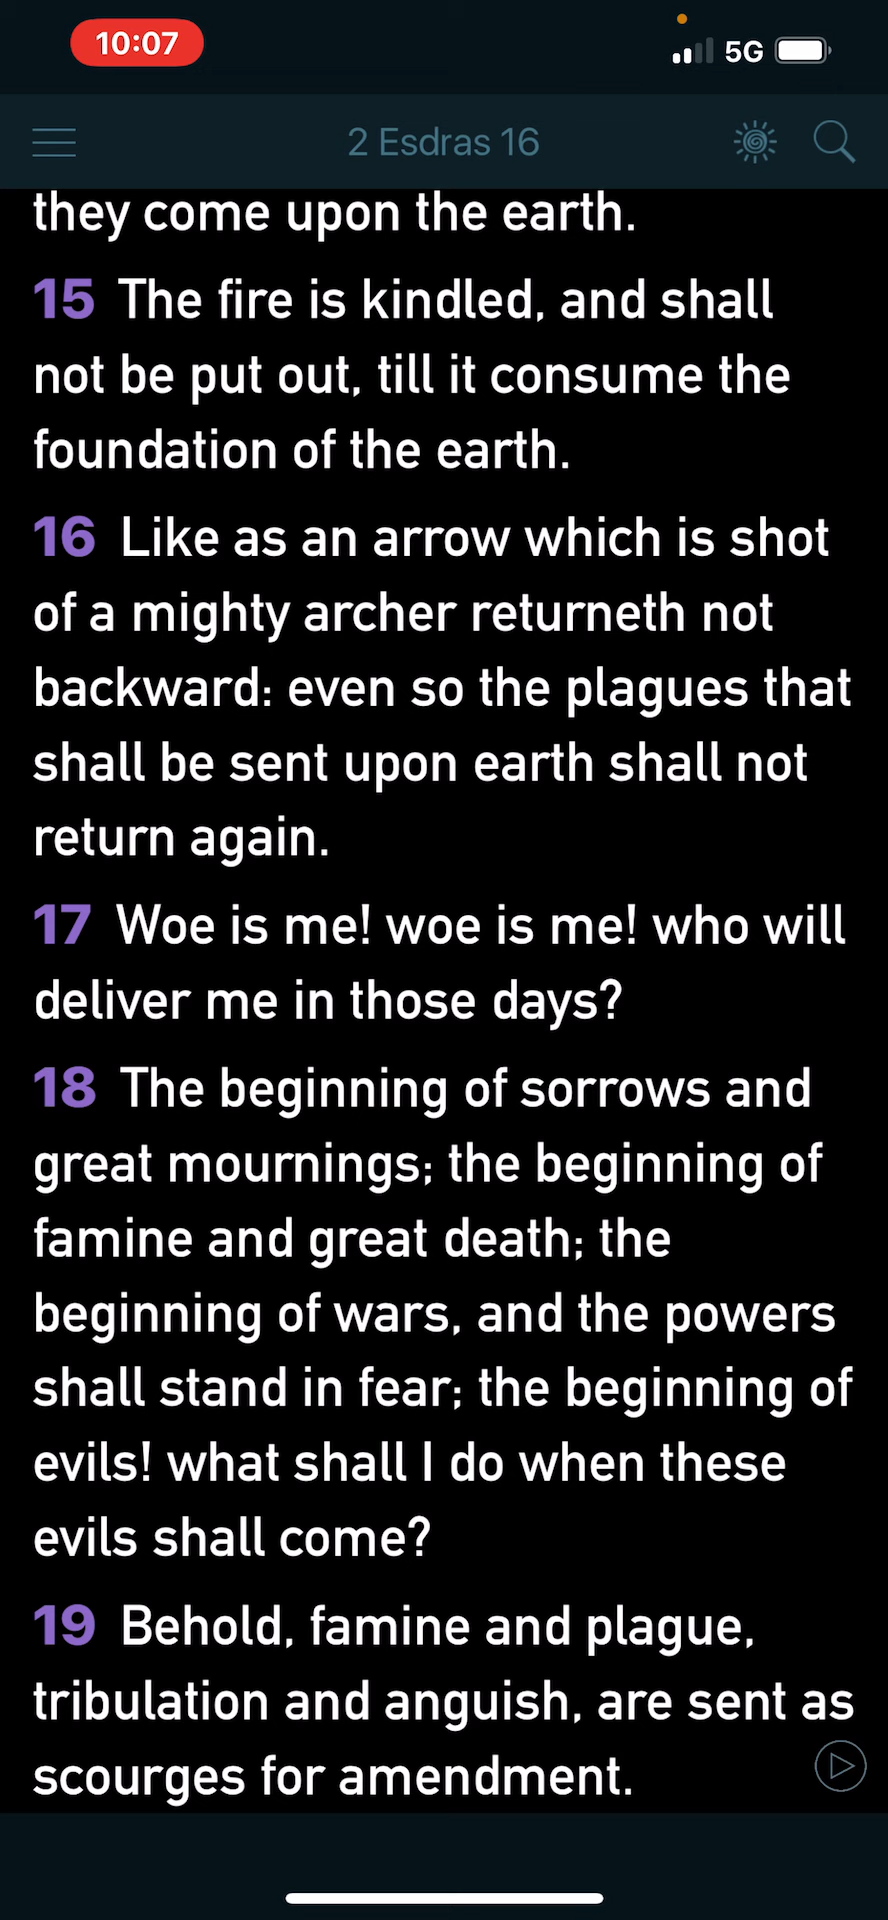 10:07
5G
2 Esdras 16
they come upon the earth.
15 The fire is kindled, and shall
not be put out, till it consume the
foundation of the earth.
16 Like as an arrow which is shot
of a mighty archer returneth not
backward: even so the plagues that
shall be sent upon earth shall not
return again.
17 Woe is me! woe is me! who will
deliver me in those days?
18 The beginning of sorrows and
great mournings; the beginning of
famine and great death; the
beginning of wars, and the powers
shall stand in fear; the beginning of
evils! what shall I do when these
evils shall come?
19 Behold, famine and plague,
tribulation and anguish, are sent as
scourges for amendment.